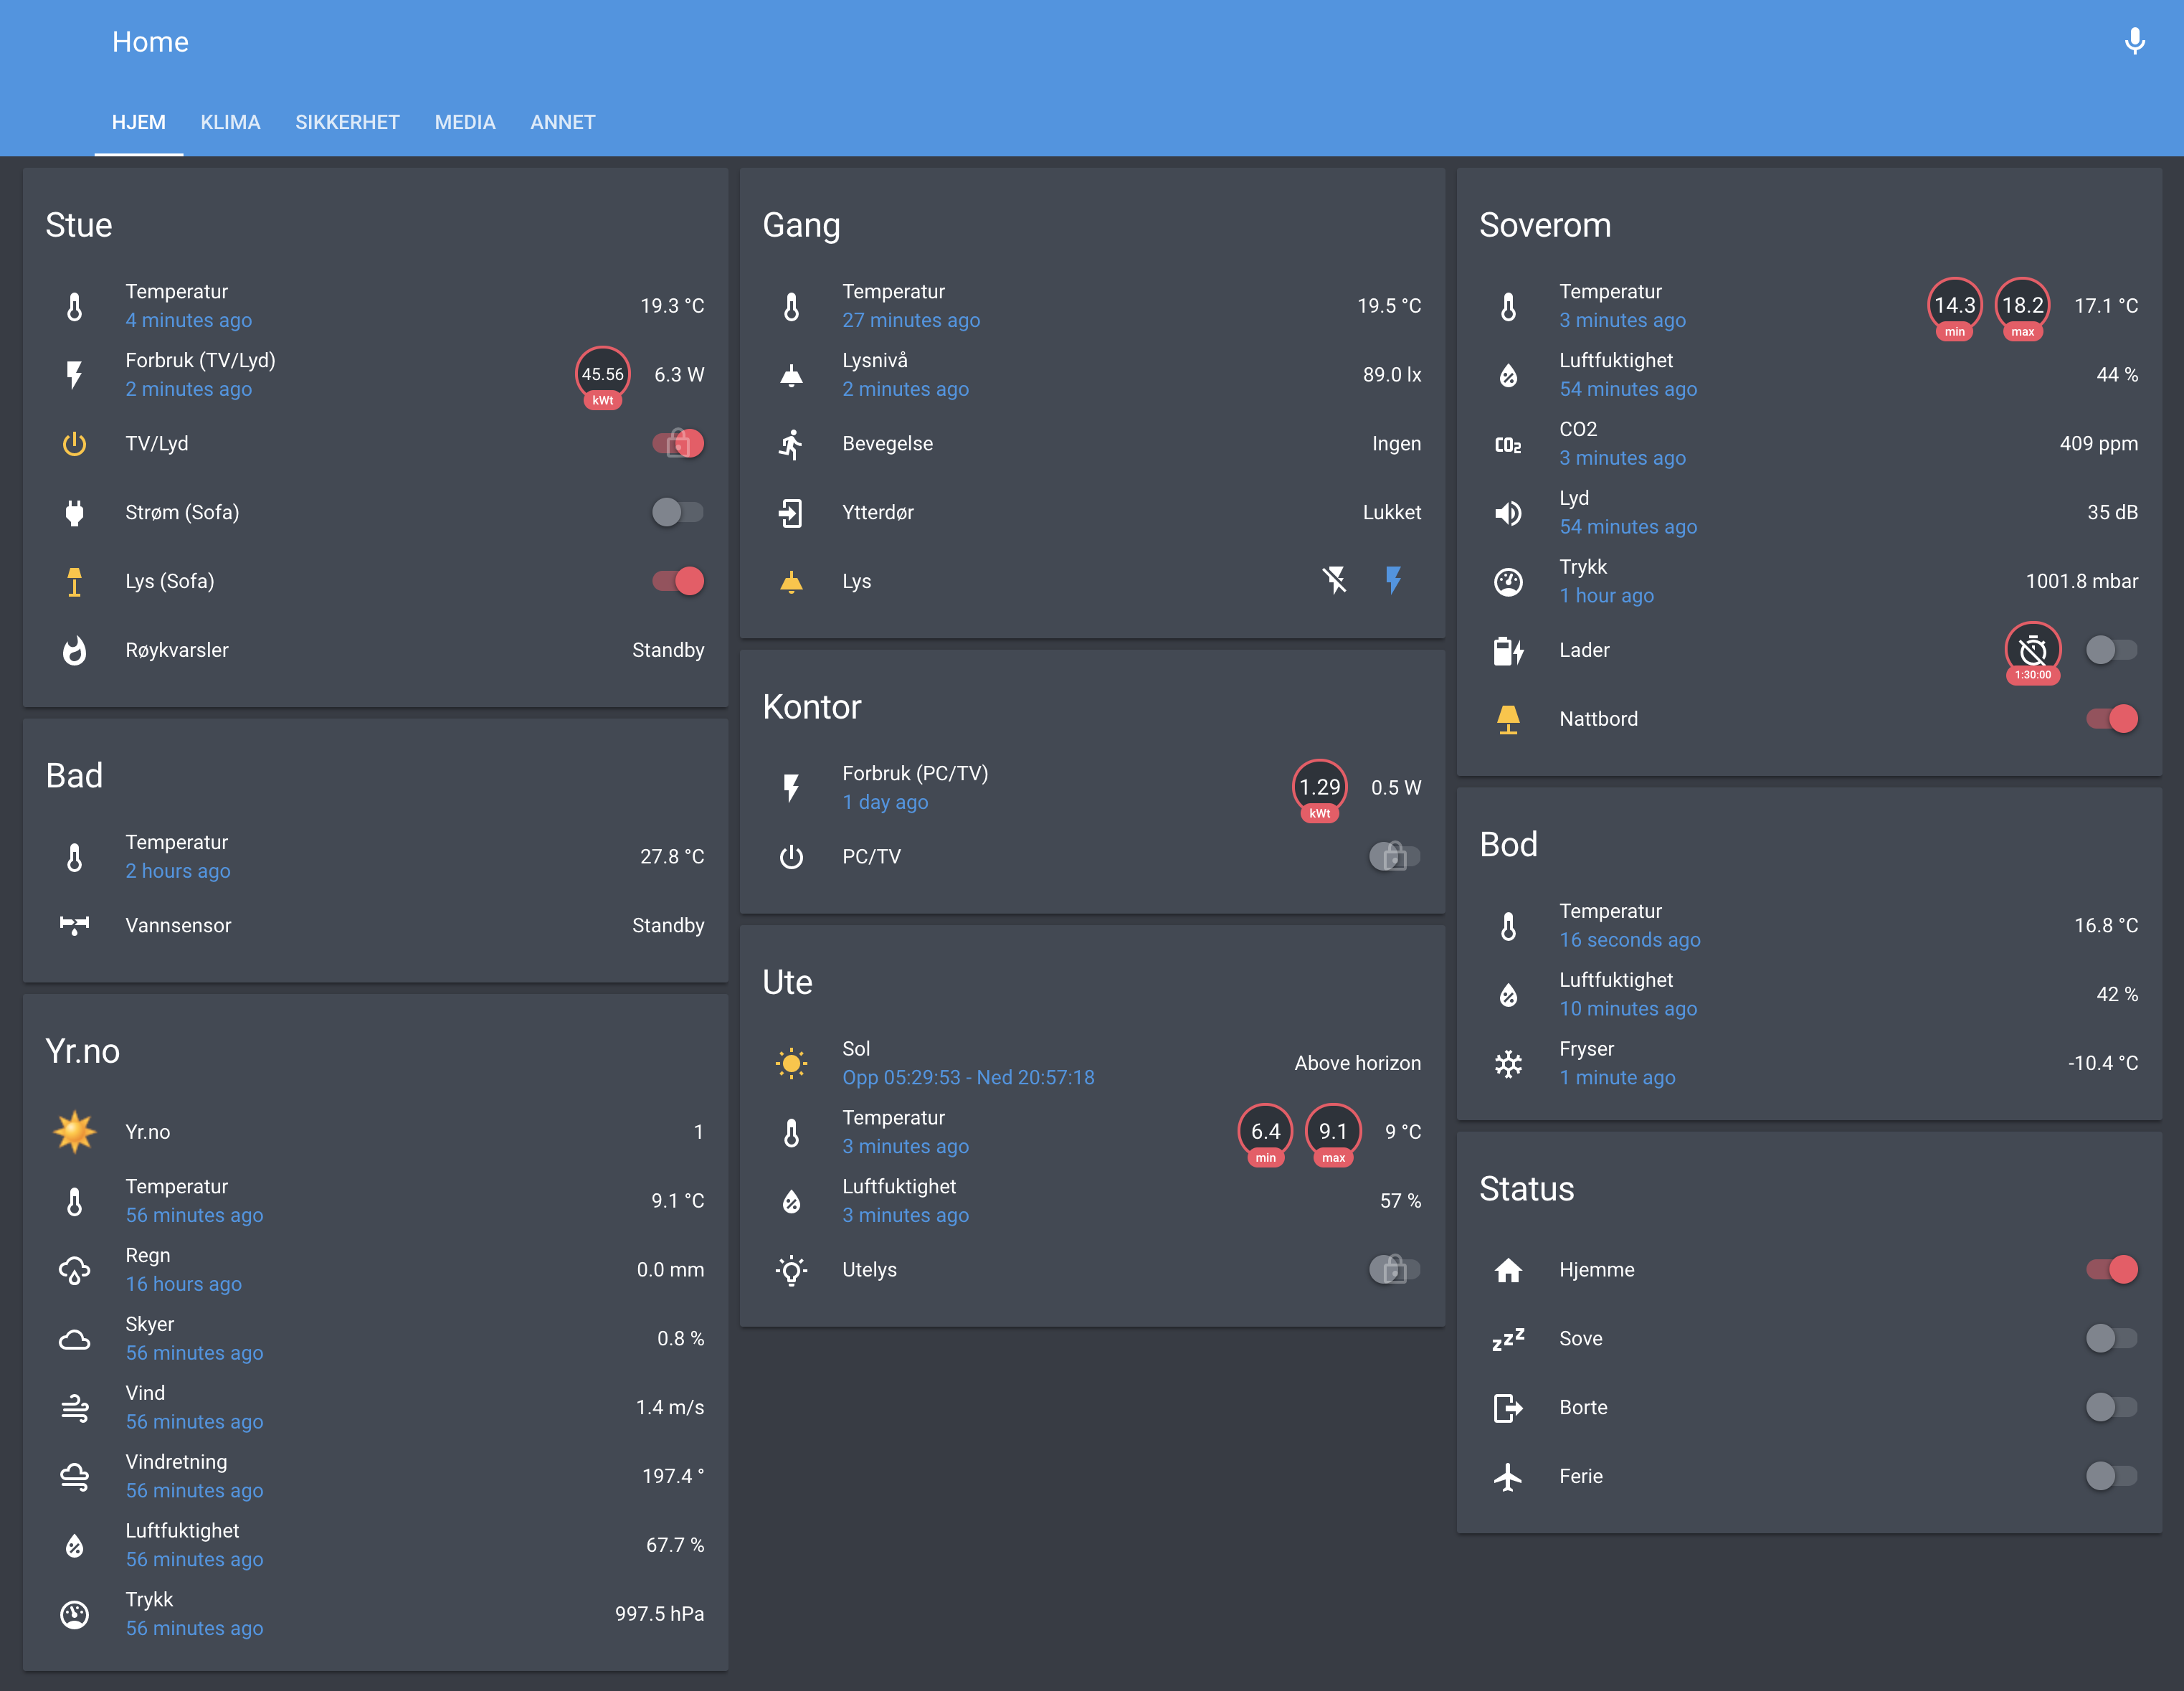 Home
HJEM KLIMA SIKKERHET MEDIA ANNET
Stue
Temperatur
4 minutes ago
19.3 °C
Forbruk (TV/Lyd)
2 minutes ago
45.56
kWt
6.3 W
TV/Lyd
Strøm (Sofa)
Lys (Sofa)
Røykvarsler
Standby
Bad
Temperatur
2 hours ago
27.8 °C
Vannsensor
Standby
Yr.no
Yr.no
1
Temperatur
56 minutes ago
9.1 °C
Regn
16 hours ago
0.0 mm
Skyer
56 minutes ago
0.8 %
Vind
56 minutes ago
1.4 m/s
Vindretning
56 minutes ago
197.4 °
Luftfuktighet
56 minutes ago
67.7 %
Trykk
56 minutes ago
997.5 hPa
Gang
Temperatur
27 minutes ago
19.5 °C
Lysnivå
2 minutes ago
89.0 lx
Bevegelse
Ingen
Ytterdør
Lukket
Lys
Kontor
Forbruk (PC/TV)
1 day ago
1.29
kWt
0.5 W
PC/TV
Ute
Sol
Opp 05:29:53 - Ned 20:57:18
Above horizon
Temperatur
3 minutes ago
6.4
min
9.1
max
9 °C
Luftfuktighet
3 minutes ago
57 %
Utelys
Soverom
Temperatur
3 minutes ago
14.3
min
18.2
max
17.1 °C
Luftfuktighet
54 minutes ago
44 %
CO2
CO2
3 minutes ago
409 ppm
Lyd
54 minutes ago
35 dB
Trykk
1 hour ago
1001.8 mbar
Lader
1:30:00
Nattbord
Bod
Temperatur
16 seconds ago
16.8 °C
Luftfuktighet
10 minutes ago
42 %
Fryser
1 minute ago
-10.4 °C
Status
Hjemme
zzZ
Sove
Borte
Ferie